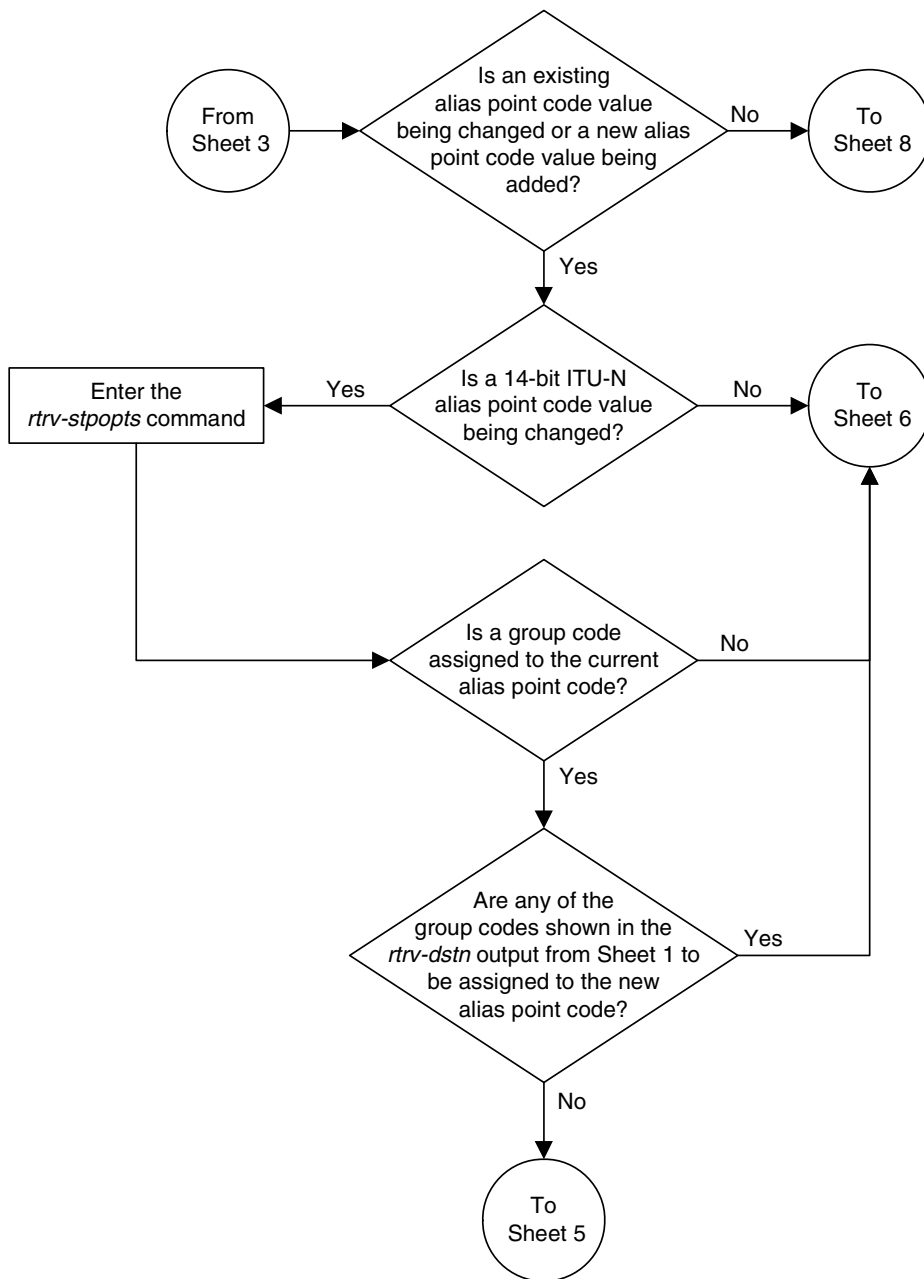 From
Sheet 3
Is an existing
alias point code value
being changed or a new alias
point code value being
added?
No
To
Sheet 8
Yes
Enter the
rtrv-stpopts command
Yes
Is a 14-bit ITU-N
alias point code value
being changed?
No
To
Sheet 6
Is a group code
assigned to the current
alias point code?
No
Yes
Are any of the
group codes shown in the
rtrv-dstn output from Sheet 1 to
be assigned to the new
alias point code?
Yes
No
To
Sheet 5